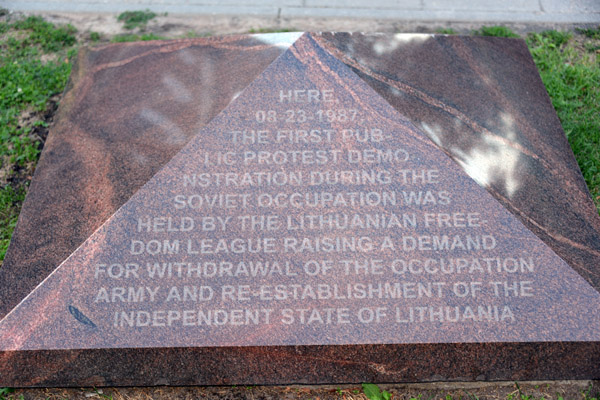 HERE,
08-23-1987,
THE FIRST PUB-
LIC PROTEST DEMO
NSTRATION DURING THE
SOVIET OCCUPATION WAS
HELD BY THE LITHUANIAN FREE-
DOM LEAGUE RAISING A DEMAND
FOR WITHDRAWAL OF THE OCCUPATION
ARMY AND RE-ESTABLISHMENT OF THE
INDEPENDENT STATE OF LITHUANIA